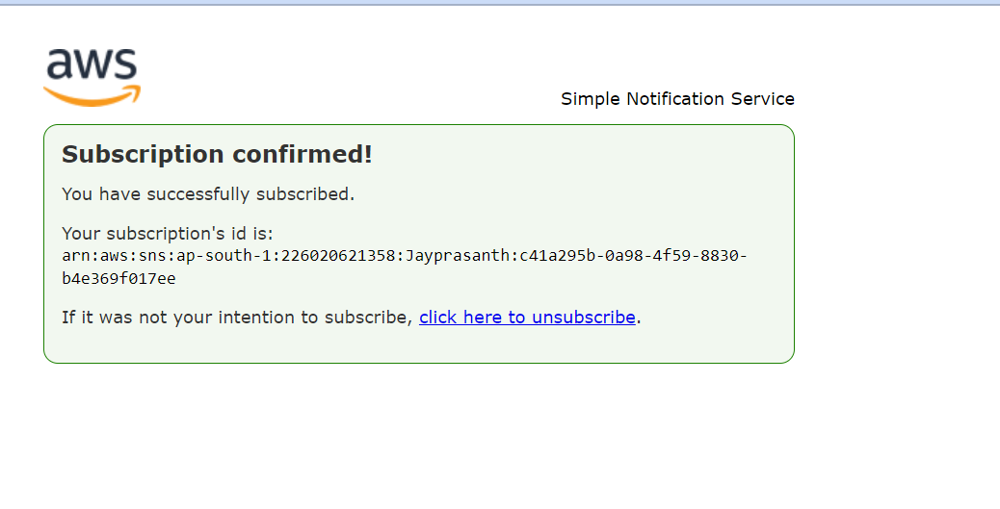 aws
Simple Notification Service
Subscription confirmed!
You have successfully subscribed.
Your subscription's id is:
arn:aws:sns:ap-south-1:226020621358:Jayprasanth:c41a295b-0a98-4f59-8830-
b4e369f017ee
If it was not your intention to subscribe, click here to unsubscribe.